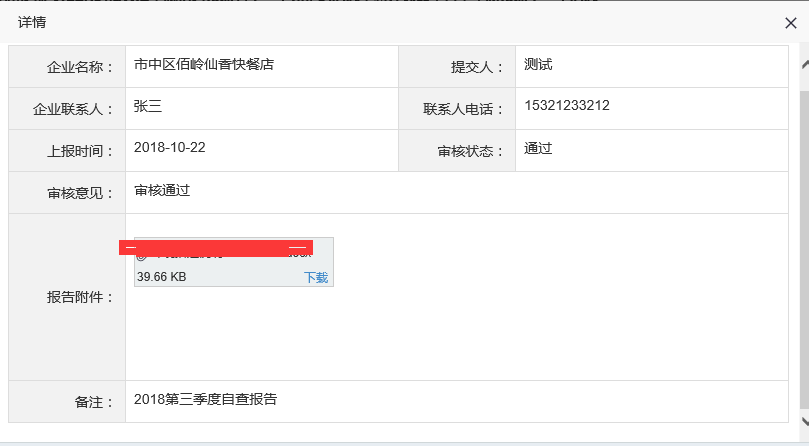 详情
企业名称： 市中区佰岭仙香快餐店 提交人： 测试
企业联系人： 张三 联系人电话： 15321233212
上报时间： 2018-10-22 审核状态： 通过
审核意见： 审核通过
报告附件：
39.66 KB 下载
备注： 2018第三季度自查报告